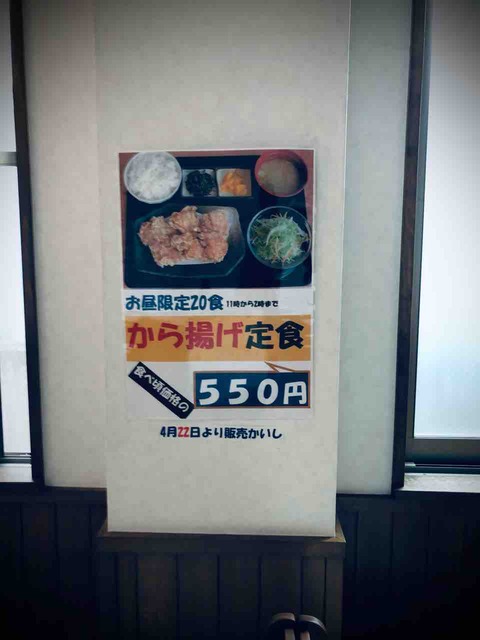 お昼限定20食 11時から2時まで
から揚げ定食
食べ頃価格の
550円
4月22日より販売かいし